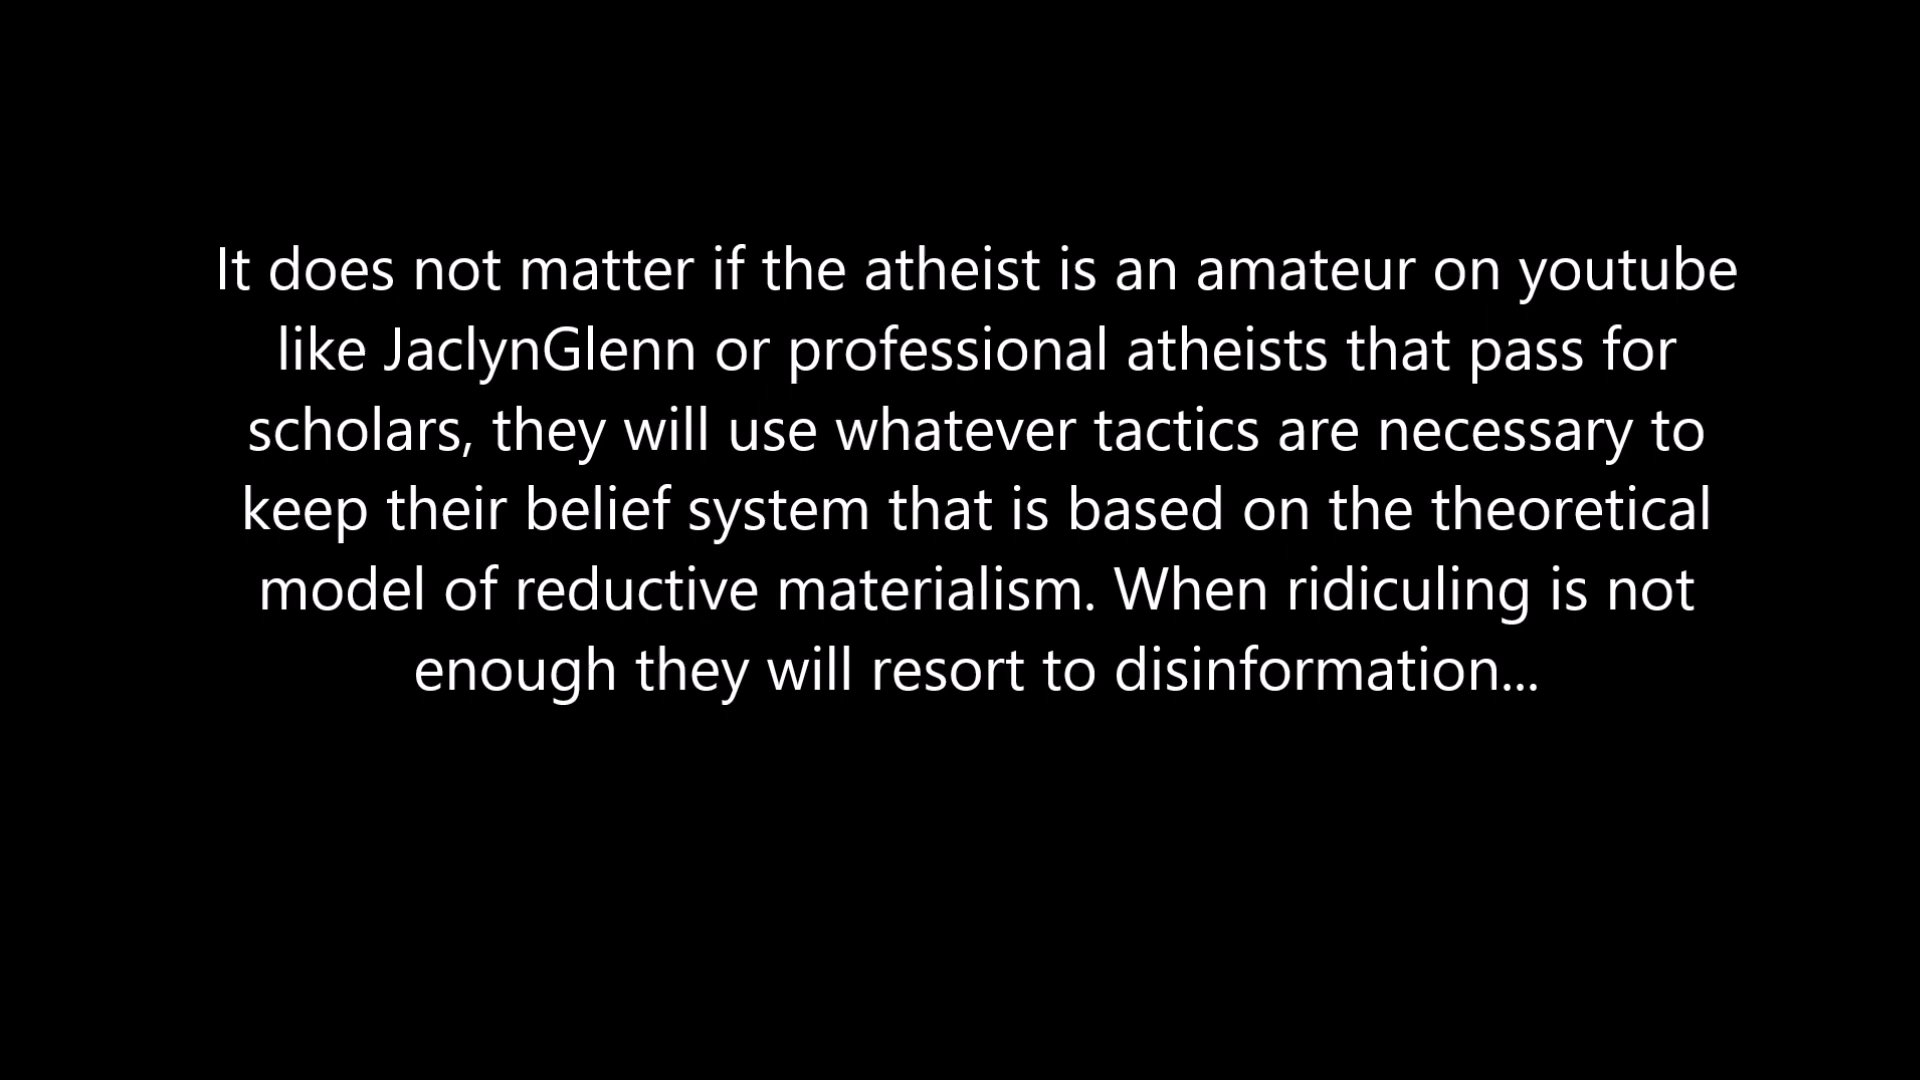 It does not matter if the atheist is an amateur on youtube
like JaclynGlenn or professional atheists that pass for
scholars, they will use whatever tactics are necessary to
keep their belief system that is based on the theoretical
model of reductive materialism. When ridiculing is not
enough they will resort to disinformation...